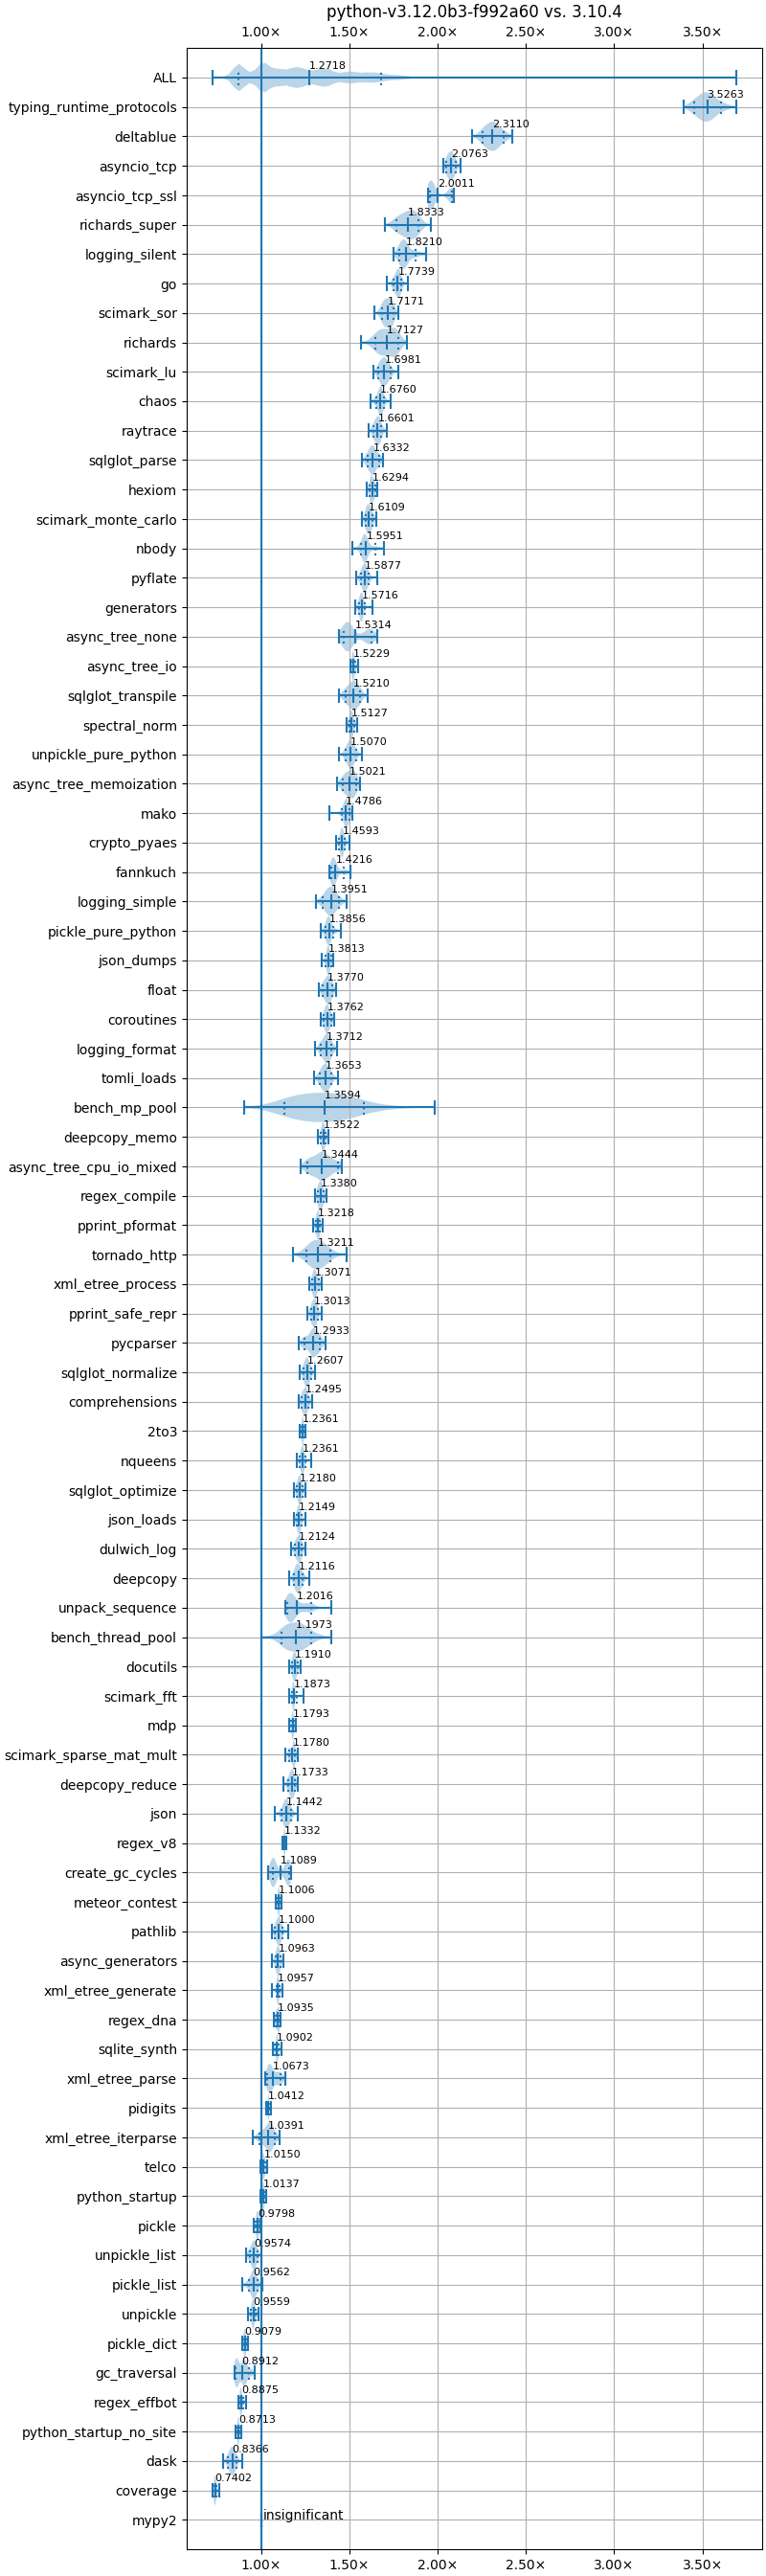 python-v3.12.0b3-f992a60 vs. 3.10.4
1.00× 1.50× 2.00× 2.50× 3.00× 3.50×
ALL 1.2718
typing_runtime_protocols 3.5263
deltablue 2.3110
asyncio_tcp 2.0763
asyncio_tcp_ssl 2.0011
richards_super 1.8333
logging_silent 1.8210
go 1.7739
scimark_sor 1.7171
richards 1.7127
scimark_lu 1.6981
chaos 1.6760
raytrace 1.6601
sqlglot_parse 1.6332
hexiom 1.6294
scimark_monte_carlo 1.6109
nbody 1.5951
pyflate 1.5877
generators 1.5716
async_tree_none 1.5314
async_tree_io 1.5229
sqlglot_transpile 1.5210
spectral_norm 1.5127
unpickle_pure_python 1.5070
async_tree_memoization 1.5021
mako 1.4786
crypto_pyaes 1.4593
fannkuch 1.4216
logging_simple 1.3951
pickle_pure_python 1.3856
json_dumps 1.3813
float 1.3770
coroutines 1.3762
logging_format 1.3712
tomli_loads 1.3653
bench_mp_pool 1.3594
deepcopy_memo 1.3522
async_tree_cpu_io_mixed 1.3444
regex_compile 1.3380
pprint_pformat 1.3218
tornado_http 1.3211
xml_etree_process 1.3071
pprint_safe_repr 1.3013
pycparser 1.2933
sqlglot_normalize 1.2607
comprehensions 1.2495
2to3 1.2361
nqueens 1.2361
sqlglot_optimize 1.2180
json_loads 1.2149
dulwich_log 1.2124
deepcopy 1.2116
unpack_sequence 1.2016
bench_thread_pool 1.1973
docutils 1.1910
scimark_fft 1.1873
mdp 1.1793
scimark_sparse_mat_mult 1.1780
deepcopy_reduce 1.1733
json 1.1442
regex_v8 1.1332
create_gc_cycles 1.1089
meteor_contest 1.1006
pathlib 1.1000
async_generators 1.0963
xml_etree_generate 1.0957
regex_dna 1.0935
sqlite_synth 1.0902
xml_etree_parse 1.0673
pidigits 1.0412
xml_etree_iterparse 1.0391
telco 1.0150
python_startup 1.0137
pickle 0.9798
unpickle_list 0.9574
pickle_list 0.9562
unpickle 0.9559
pickle_dict 0.9079
gc_traversal 0.8912
regex_effbot 0.8875
python_startup_no_site 0.8713
dask 0.8366
coverage 0.7402
mypy2 insignificant
1.00× 1.50× 2.00× 2.50× 3.00× 3.50×